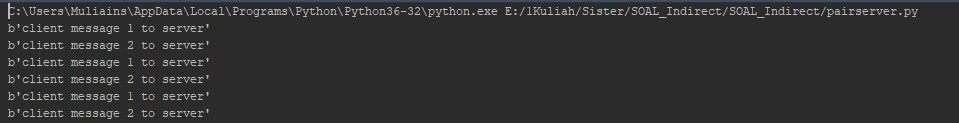 C:\Users\Muliains\AppData\Local\Programs\Python\Python36-32\python.exe E:/1Kuliah/Sister/SOAL_Indirect/SOAL_Indirect/pairserver.py
b'client message 1 to server'
b'client message 2 to server'
b'client message 1 to server'
b'client message 2 to server'
b'client message 1 to server'
b'client message 2 to server'